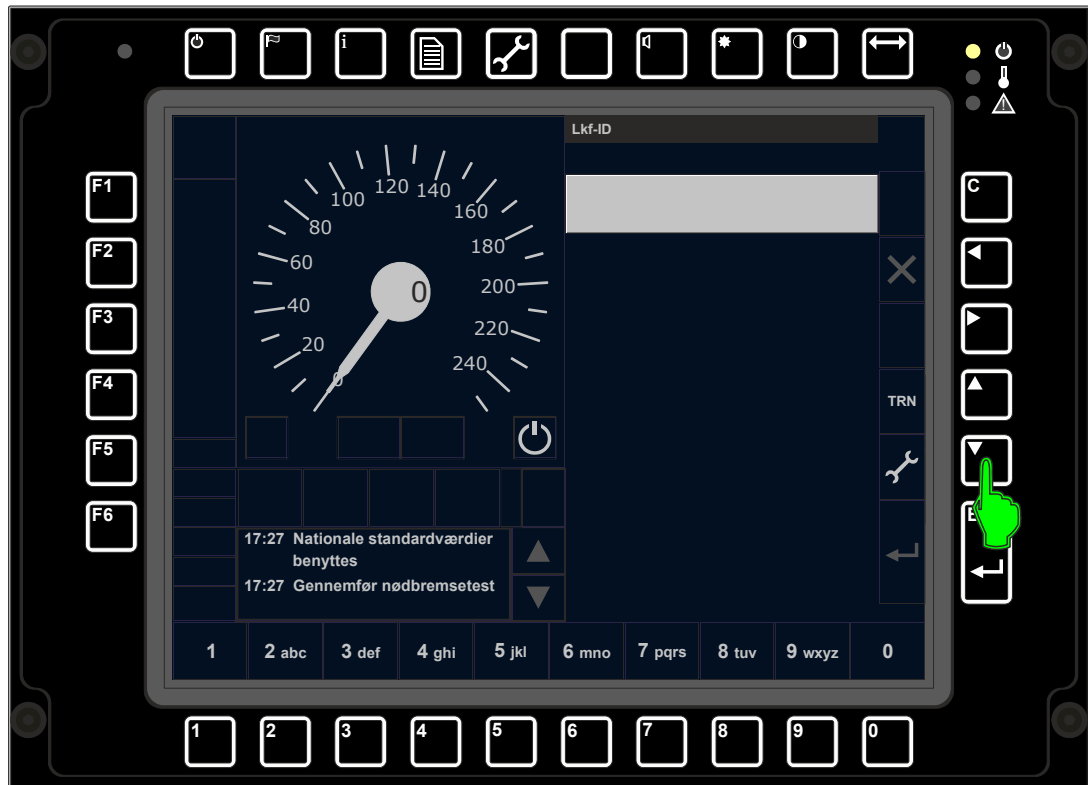 i
Lkf-ID
F1
F2
F3
F4
F5
F6
C
0
20
40
60
80
100
120
140
160
180
200
220
240
0
TRN
17:27 Nationale standardværdier
benyttes
17:27 Gennemfør nødbremsetest
1 2 abc 3 def 4 ghi 5 jkl 6 mno 7 pqrs 8 tuv 9 wxyz 0
1 2 3 4 5 6 7 8 9 0